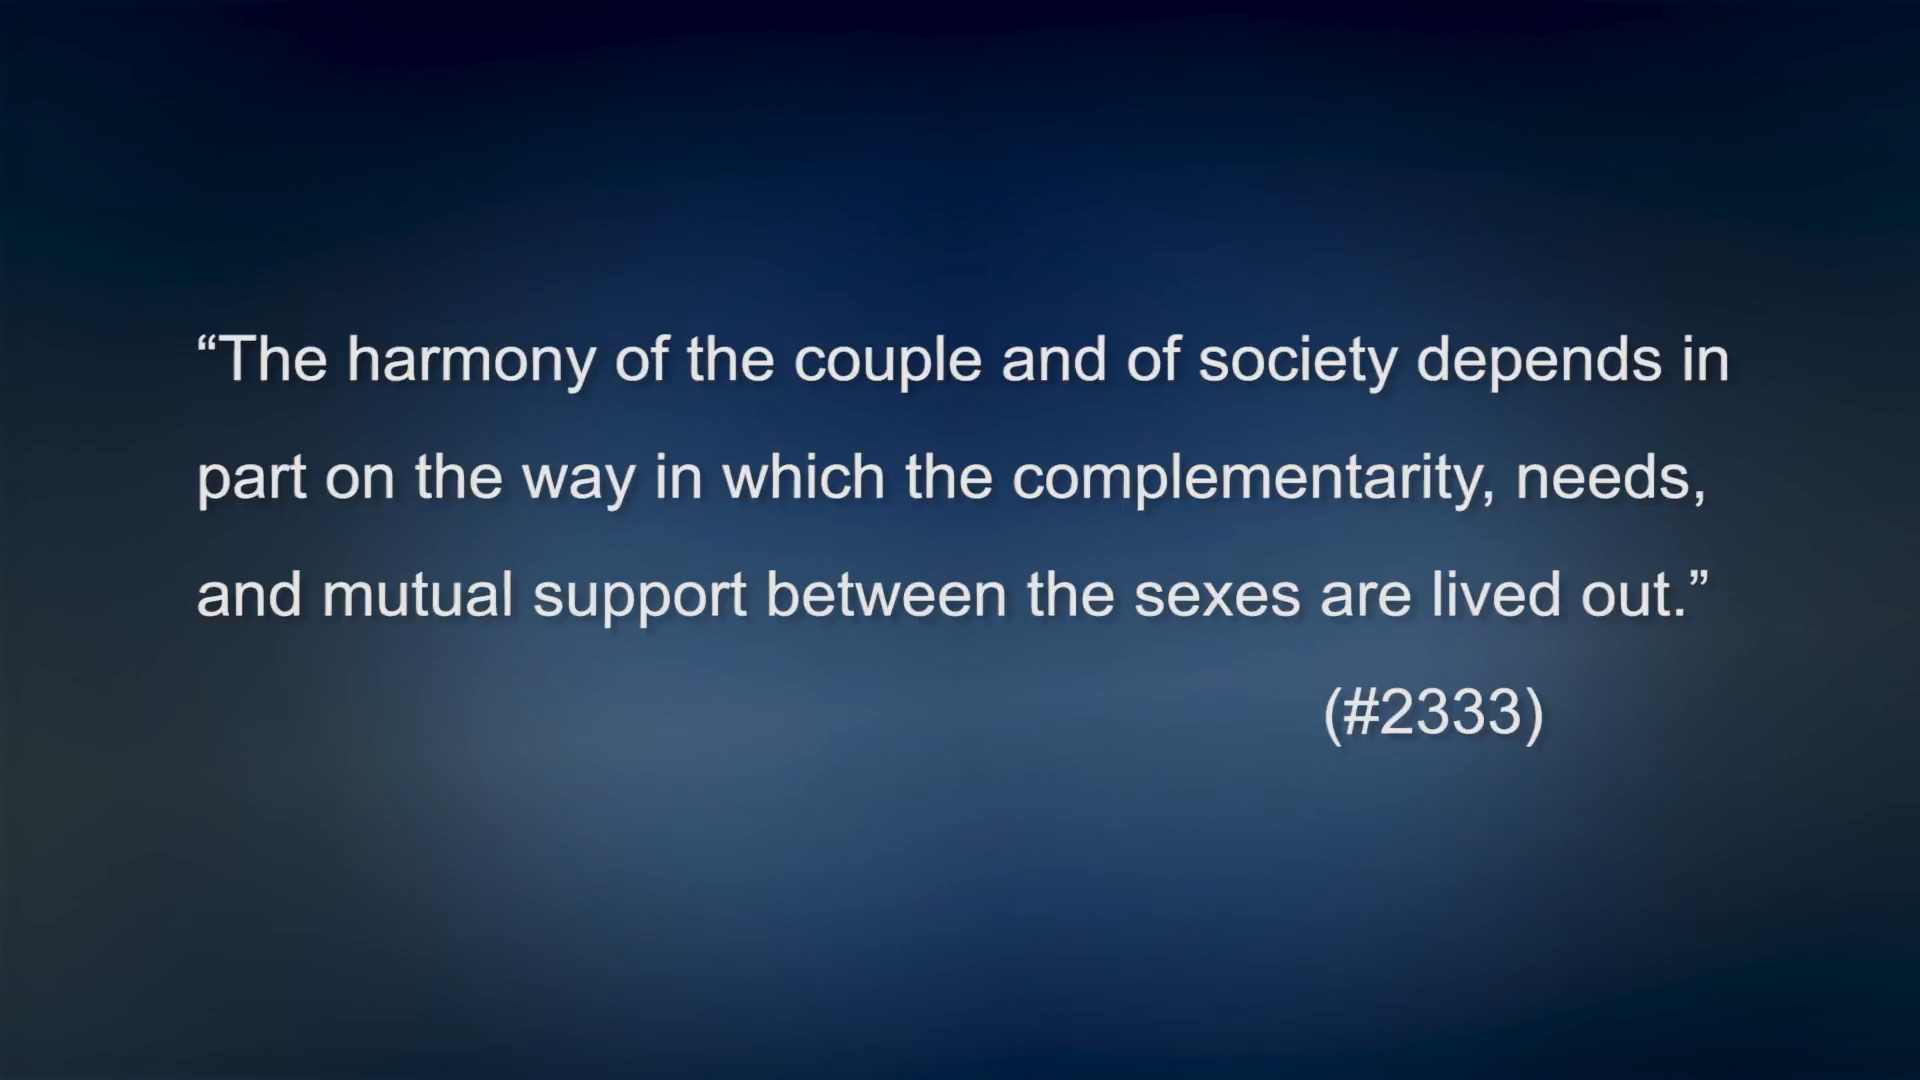 “The harmony of the couple and of society depends in
part on the way in which the complementarity, needs,
and mutual support between the sexes are lived out.”
(#2333)